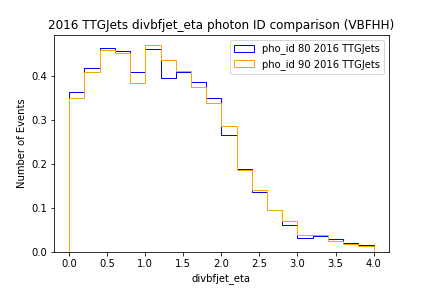 2016 TTGJets divbfjet_eta photon ID comparison (VBFHH)
pho_id 80 2016 TTGJets
pho_id 90 2016 TTGJets
Number of Events
0.4
0.3
0.2
0.1
0.0
0.0 0.5 1.0 1.5 2.0 2.5 3.0 3.5 4.0
divbfjet_eta